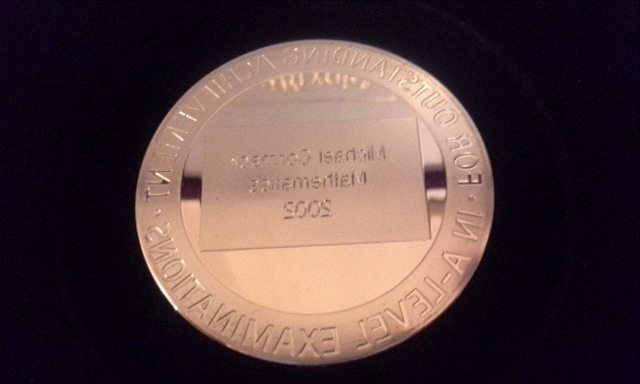 FOR OUTSTANDING ACHIEVEMENT ·
IN A-LEVEL EXAMINATIONS ·
Michael
Mathematics
2002